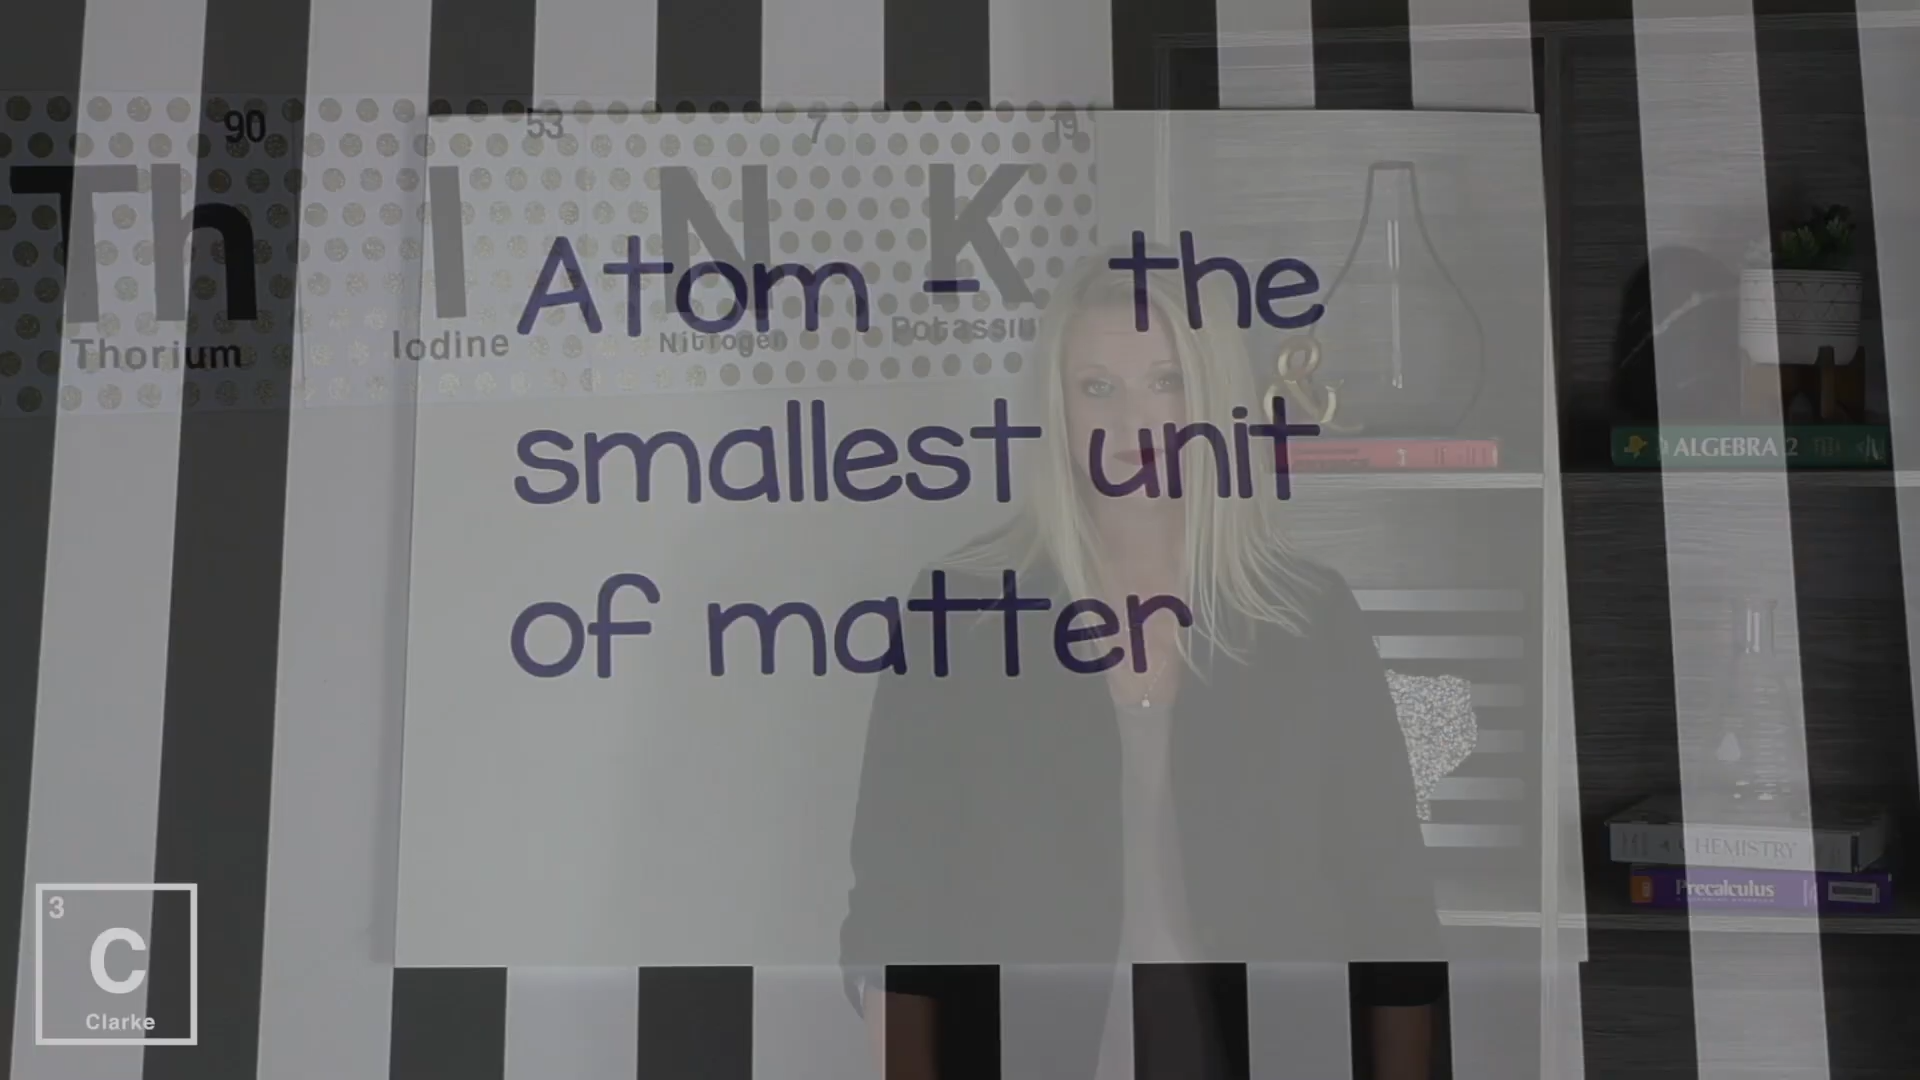 90 53 7 19
Th I N K
Thorium Iodine Nitrogen Potassiu
Atom - the
smallest unit
of matter
ALGEBRA 2
CHEMISTRY
Precalculus
3
C
Clarke